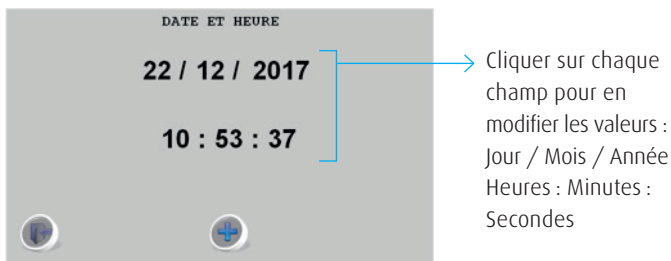 DATE ET HEURE
22 / 12 / 2017
10 : 53 : 37
Cliquer sur chaque
champ pour en
modifier les valeurs :
Jour / Mois / Année
Heures : Minutes :
Secondes